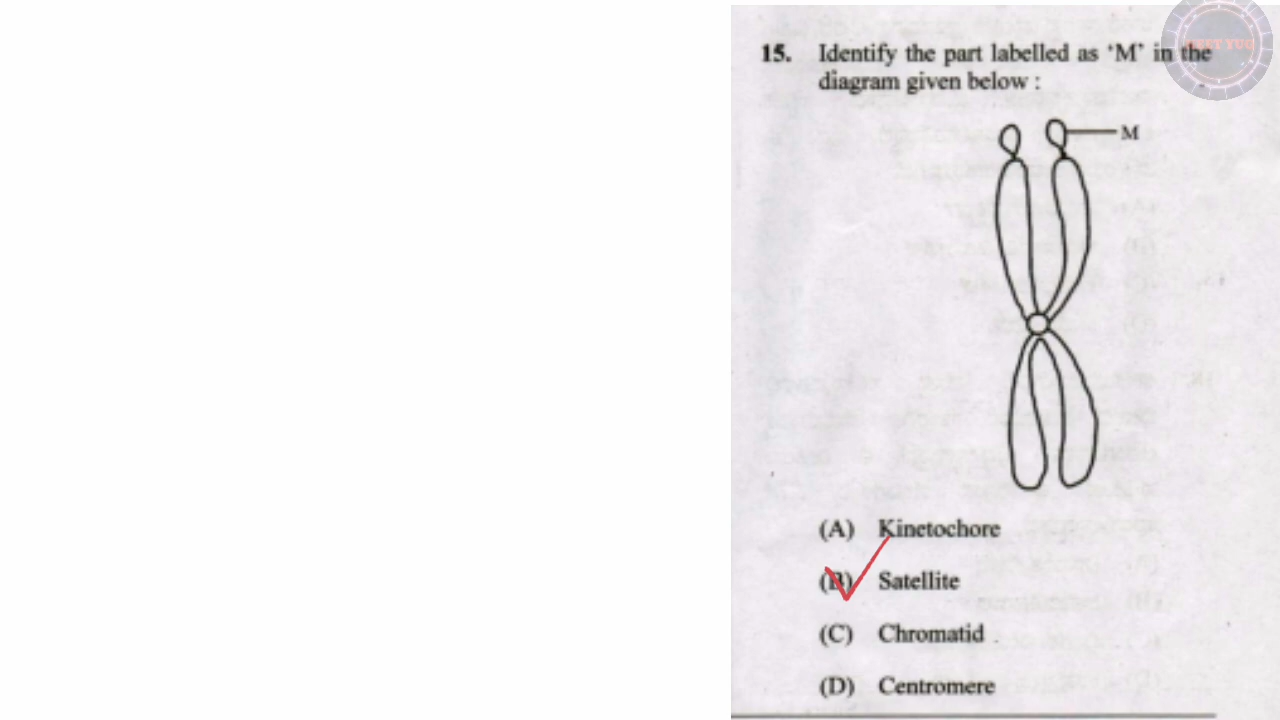 15. Identify the part labelled as 'M' in the
diagram given below :
M
(A) Kinetochore
(B) Satellite
(C) Chromatid
(D) Centromere